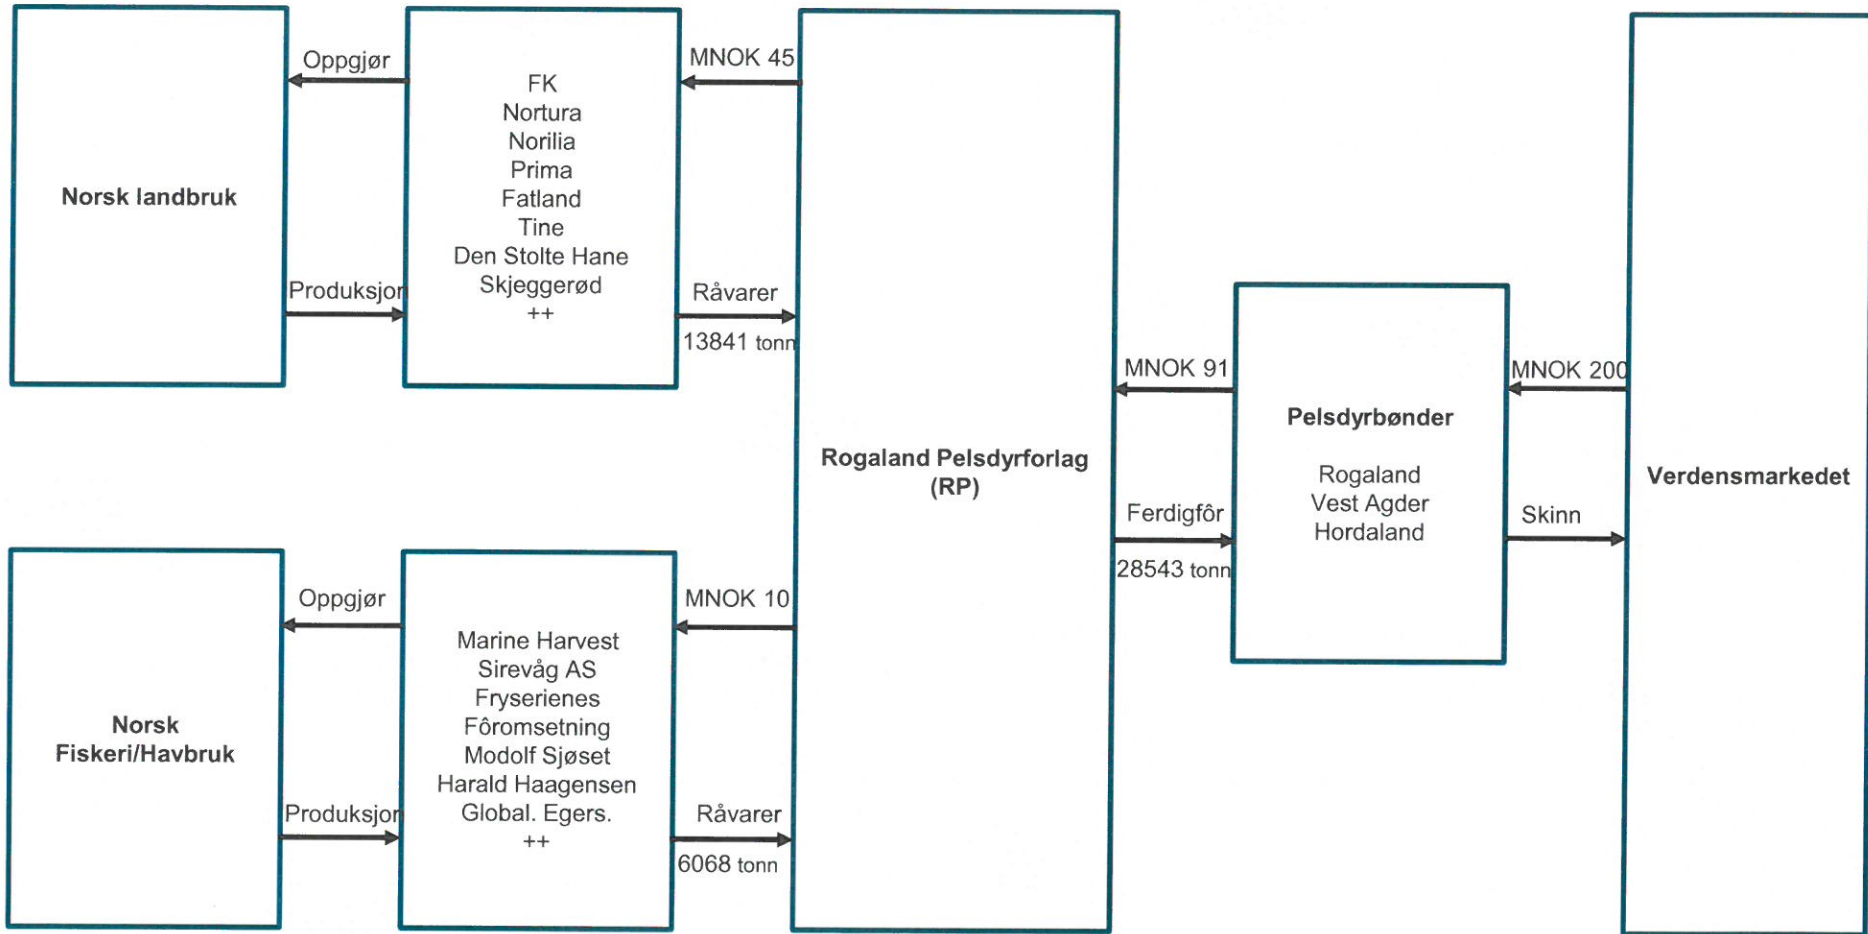 Norsk landbruk
Oppgjør
Produksjon
FK
Nortura
Norilia
Prima
Fatland
Tine
Den Stolte Hane
Skjeggerød
++
MNOK 45
Råvarer
13841 tonn
Norsk
Fiskeri/Havbruk
Oppgjør
Produksjon
Marine Harvest
Sirevåg AS
Fryserienes
Fôromsetning
Modolf Sjøset
Harald Haagensen
Global. Egers.
++
MNOK 10
Råvarer
6068 tonn
Rogaland Pelsdyrforlag
(RP)
MNOK 91
Ferdigfôr
28543 tonn
Pelsdyrbønder
Rogaland
Vest Agder
Hordaland
MNOK 200
Skinn
Verdensmarkedet